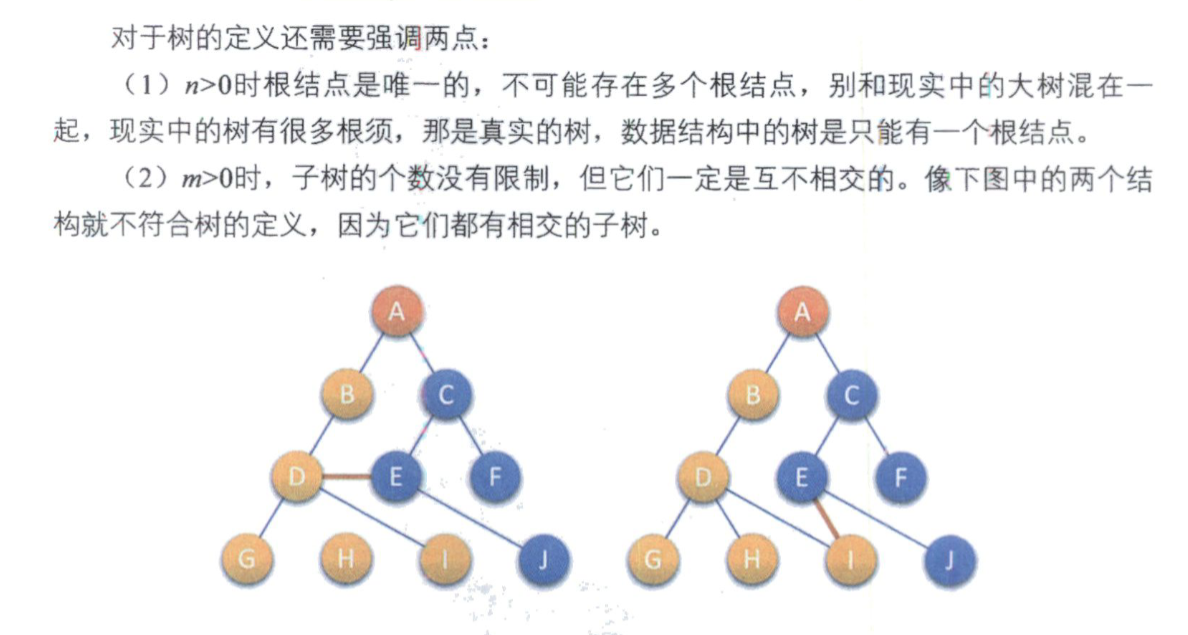 对于树的定义还需要强调两点：
（1）n>0时根结点是唯一的，不可能存在多个根结点，别和现实中的大树混在一
起，现实中的树有很多根须，那是真实的树，数据结构中的树是只能有一个根结点。
（2）m>0时，子树的个数没有限制，但它们一定是互不相交的。像下图中的两个结
构就不符合树的定义，因为它们都有相交的子树。
A A
B C B C
D E F D E F
G H I J G H I J